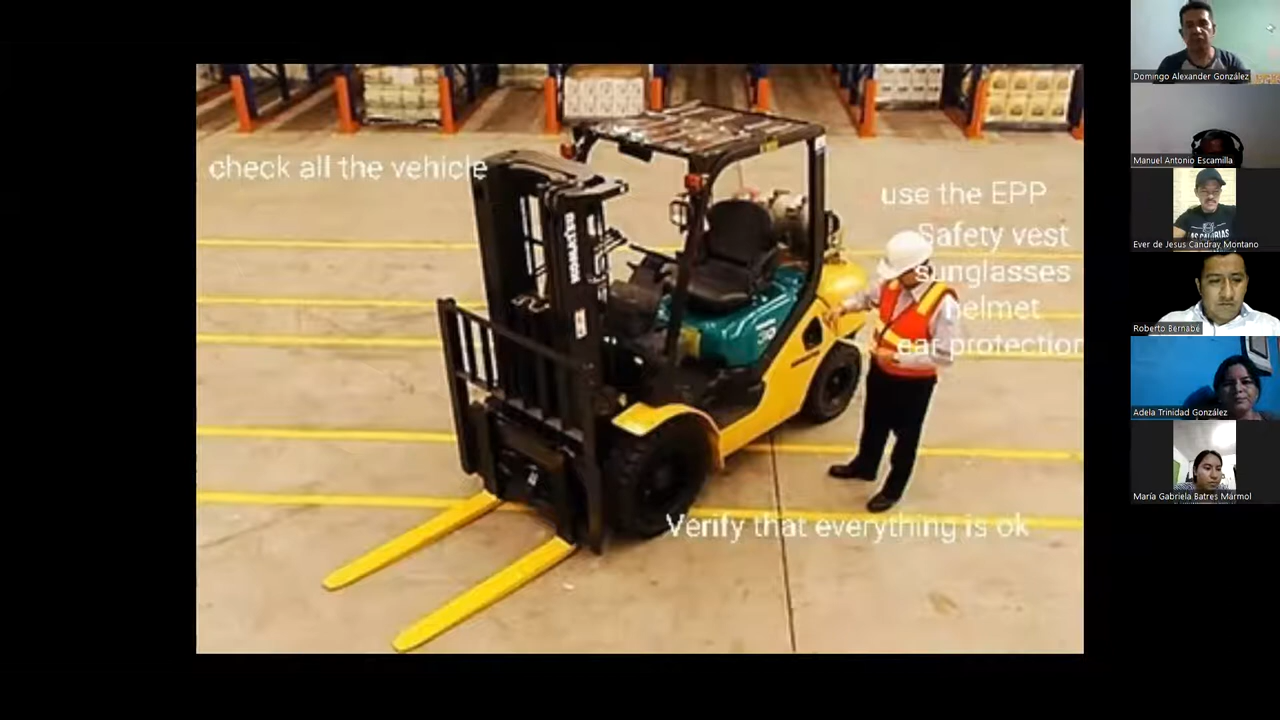 check all the vehicle
use the EPP
Safety vest
sunglasses
helmet
ear protection
Verify that everything is ok
KOMATSU
30
Domingo Alexander González
Manuel Antonio Escamilla
Ever de Jesus Candray Montano
Roberto Bernabé
Adela Trinidad González
María Gabriela Batres Mármol